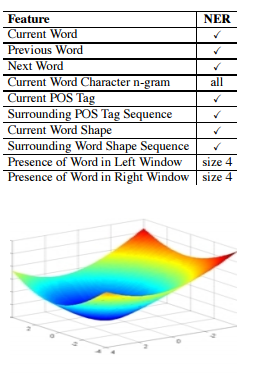 Feature NER
Current Word ✓
Previous Word ✓
Next Word ✓
Current Word Character n-gram all
Current POS Tag ✓
Surrounding POS Tag Sequence ✓
Current Word Shape ✓
Surrounding Word Shape Sequence ✓
Presence of Word in Left Window size 4
Presence of Word in Right Window size 4